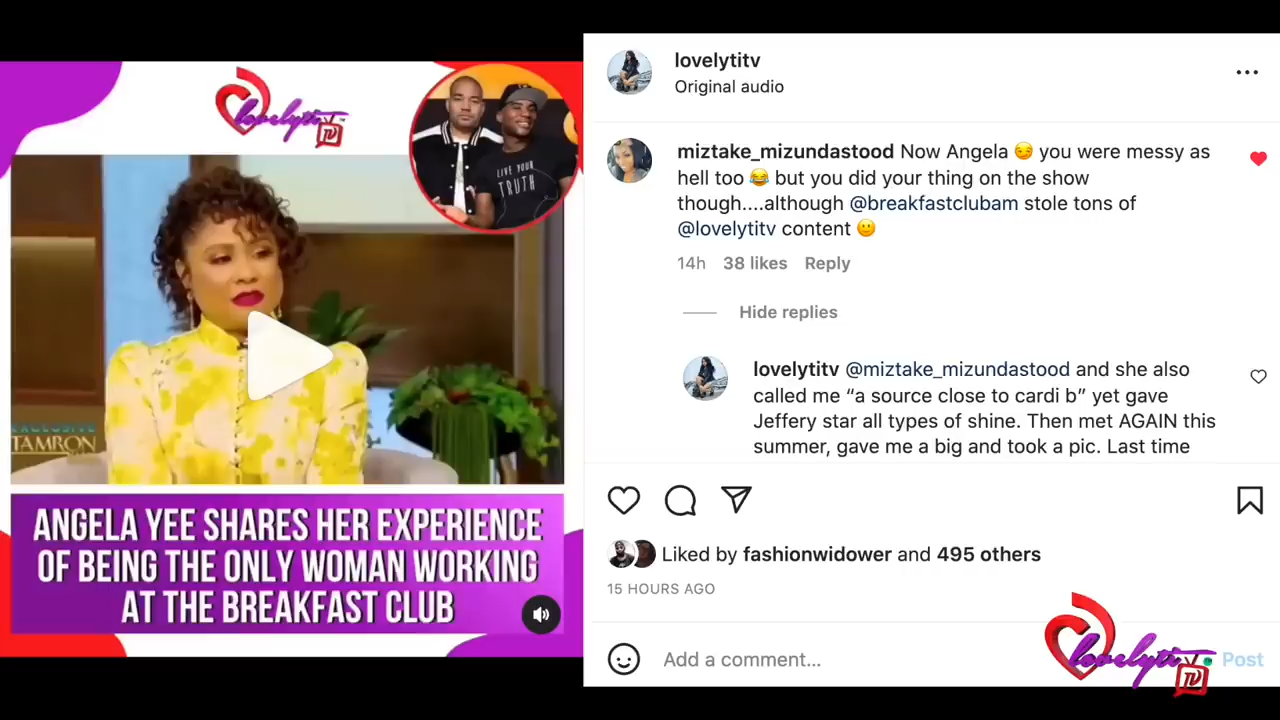 lovelytitv
TV
LIVE YOUR
TRUTH
EXCLUSIVE
TAMRON
ANGELA YEE SHARES HER EXPERIENCE
OF BEING THE ONLY WOMAN WORKING
AT THE BREAKFAST CLUB
lovelytitv
Original audio
miztake_mizundastood Now Angela 😏 you were messy as
hell too 😂 but you did your thing on the show
though....although @breakfastclubam stole tons of
@lovelytitv content 🙂
14h 38 likes Reply
Hide replies
lovelytitv @miztake_mizundastood and she also
called me “a source close to cardi b” yet gave
Jeffery star all types of shine. Then met AGAIN this
summer, gave me a big and took a pic. Last time
Liked by fashionwidower and 495 others
15 HOURS AGO
Add a comment...
Post
lovelyti
TV